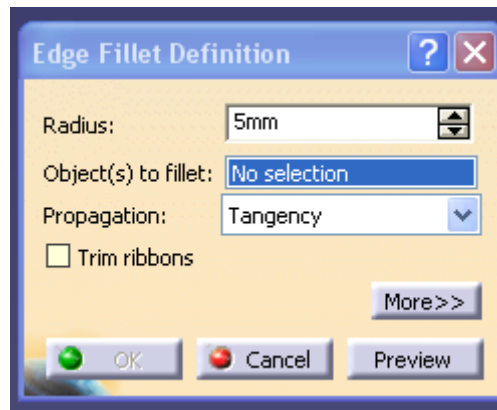 Edge Fillet Definition ?
Radius: 5mm
Object(s) to fillet: No selection
Propagation: Tangency
Trim ribbons
More>>
OK Cancel Preview